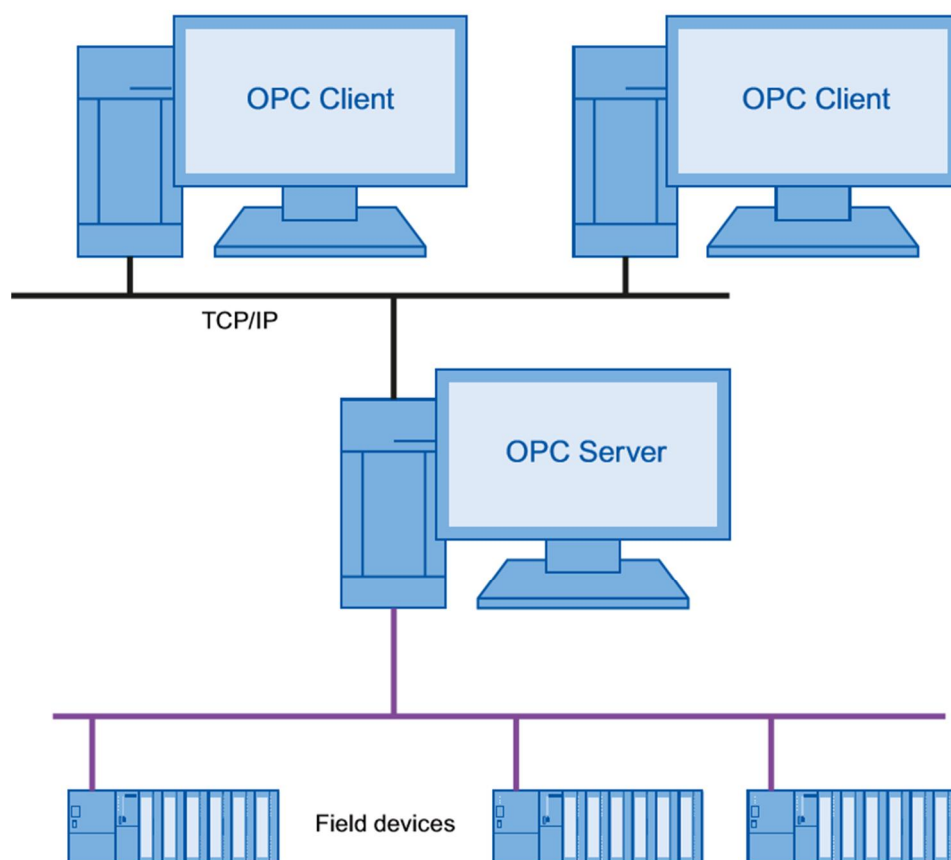 OPC Client
OPC Client
TCP/IP
OPC Server
Field devices